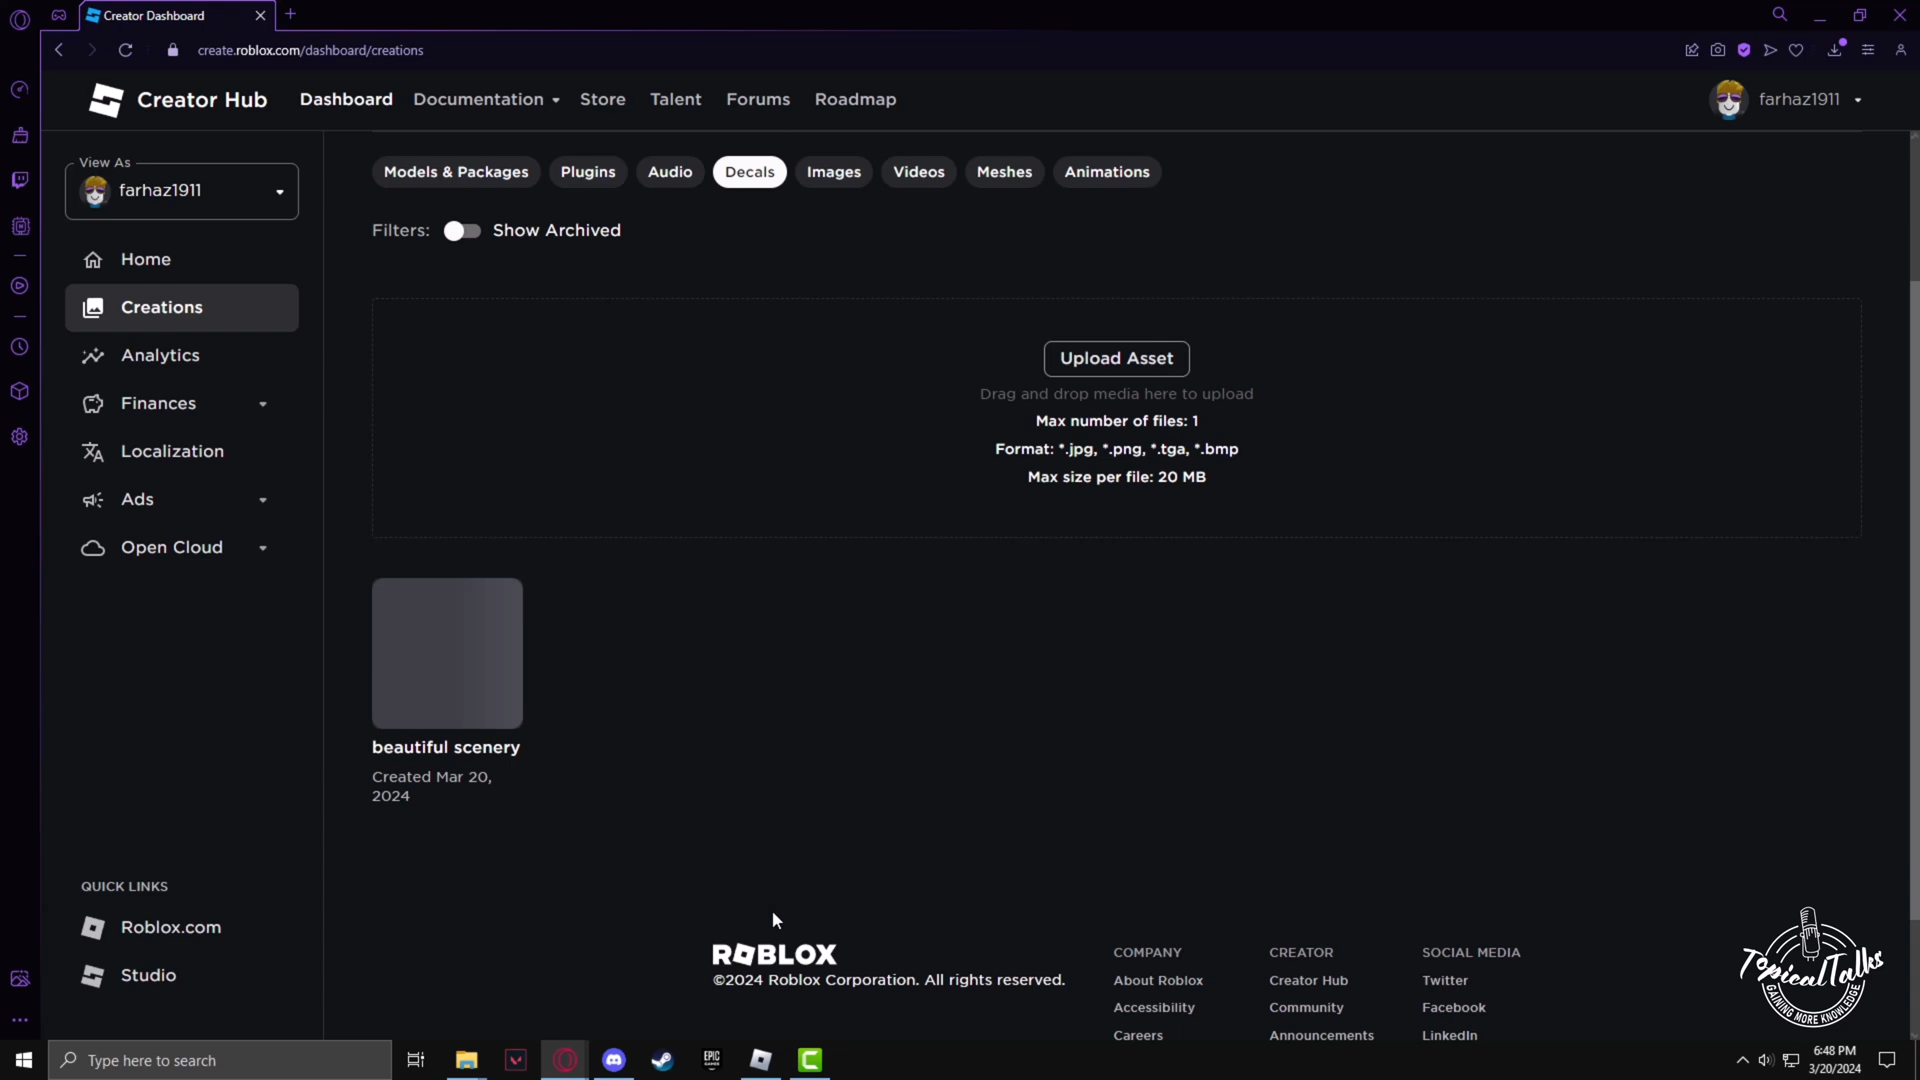 Creator Dashboard
create.roblox.com/dashboard/creations
Creator Hub
Dashboard
Documentation
Store
Talent
Forums
Roadmap
farhaz1911
View As
farhaz1911
Home
Creations
Analytics
Finances
Localization
Ads
Open Cloud
QUICK LINKS
Roblox.com
Studio
Models & Packages
Plugins
Audio
Decals
Images
Videos
Meshes
Animations
Filters:
Show Archived
Upload Asset
Drag and drop media here to upload
Max number of files: 1
Format: *.jpg, *.png, *.tga, *.bmp
Max size per file: 20 MB
beautiful scenery
Created Mar 20,
2024
ROBLOX
©2024 Roblox Corporation. All rights reserved.
COMPANY
About Roblox
Accessibility
Careers
CREATOR
Creator Hub
Community
Announcements
SOCIAL MEDIA
Twitter
Facebook
LinkedIn
TopicalTalks
GAINING MORE KNOWLEDGE
Type here to search
EPIC
GAMES
6:48 PM
3/20/2024